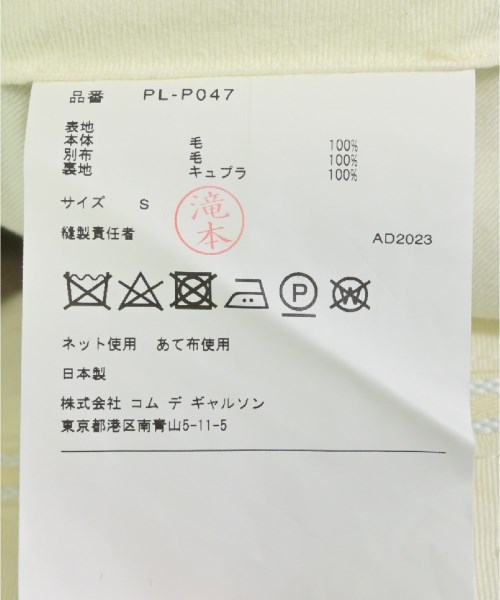 品番 PL-P047
表地
本体 毛 100%
別布 毛 100%
裏地 キュプラ 100%
サイズ S
滝本
縫製責任者 AD2023
P W
ネット使用 あて布使用
日本製
株式会社 コム デ ギャルソン
東京都港区南青山5-11-5